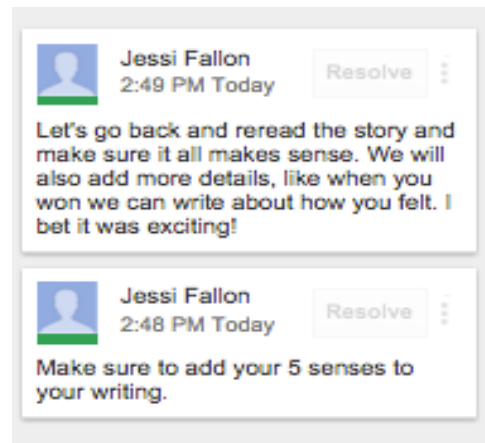 Jessi Fallon
Resolve
2:49 PM Today
Let's go back and reread the story and
make sure it all makes sense. We will
also add more details, like when you
won we can write about how you felt. I
bet it was exciting!
Jessi Fallon
Resolve
2:48 PM Today
Make sure to add your 5 senses to
your writing.